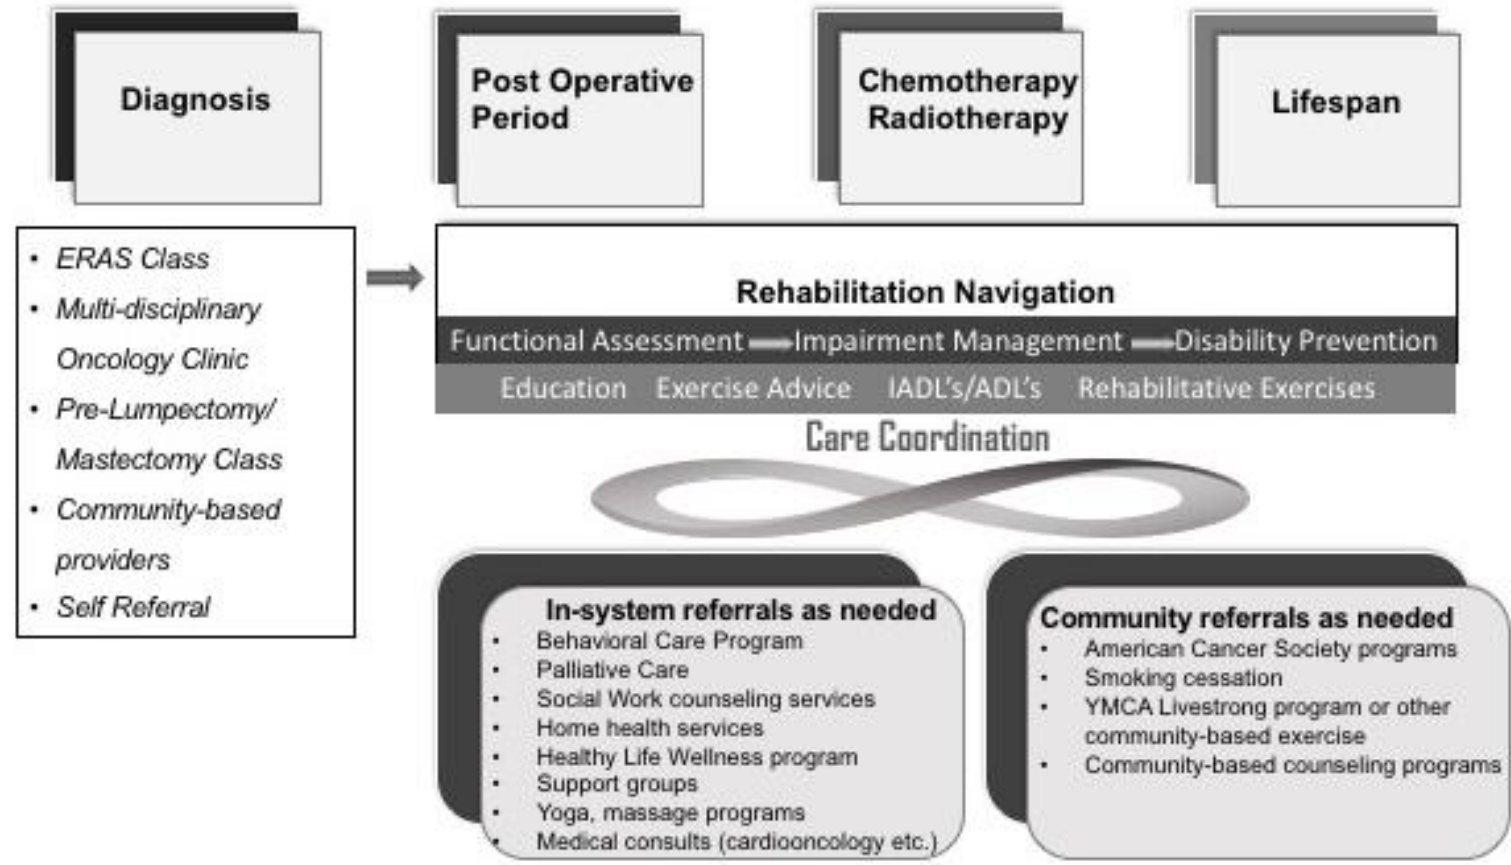 Diagnosis
Post Operative
Period
Chemotherapy
Radiotherapy
Lifespan
• ERAS Class
• Multi-disciplinary
Oncology Clinic
• Pre-Lumpectomy/
Mastectomy Class
• Community-based
providers
• Self Referral
Rehabilitation Navigation
Functional Assessment Impairment Management Disability Prevention
Education Exercise Advice IADL's/ADL's Rehabilitative Exercises
Care Coordination
In-system referrals as needed
• Behavioral Care Program
• Palliative Care
• Social Work counseling services
• Home health services
• Healthy Life Wellness program
• Support groups
• Yoga, massage programs
• Medical consults (cardiooncology etc.)
Community referrals as needed
• American Cancer Society programs
• Smoking cessation
• YMCA Livestrong program or other
community-based exercise
• Community-based counseling programs